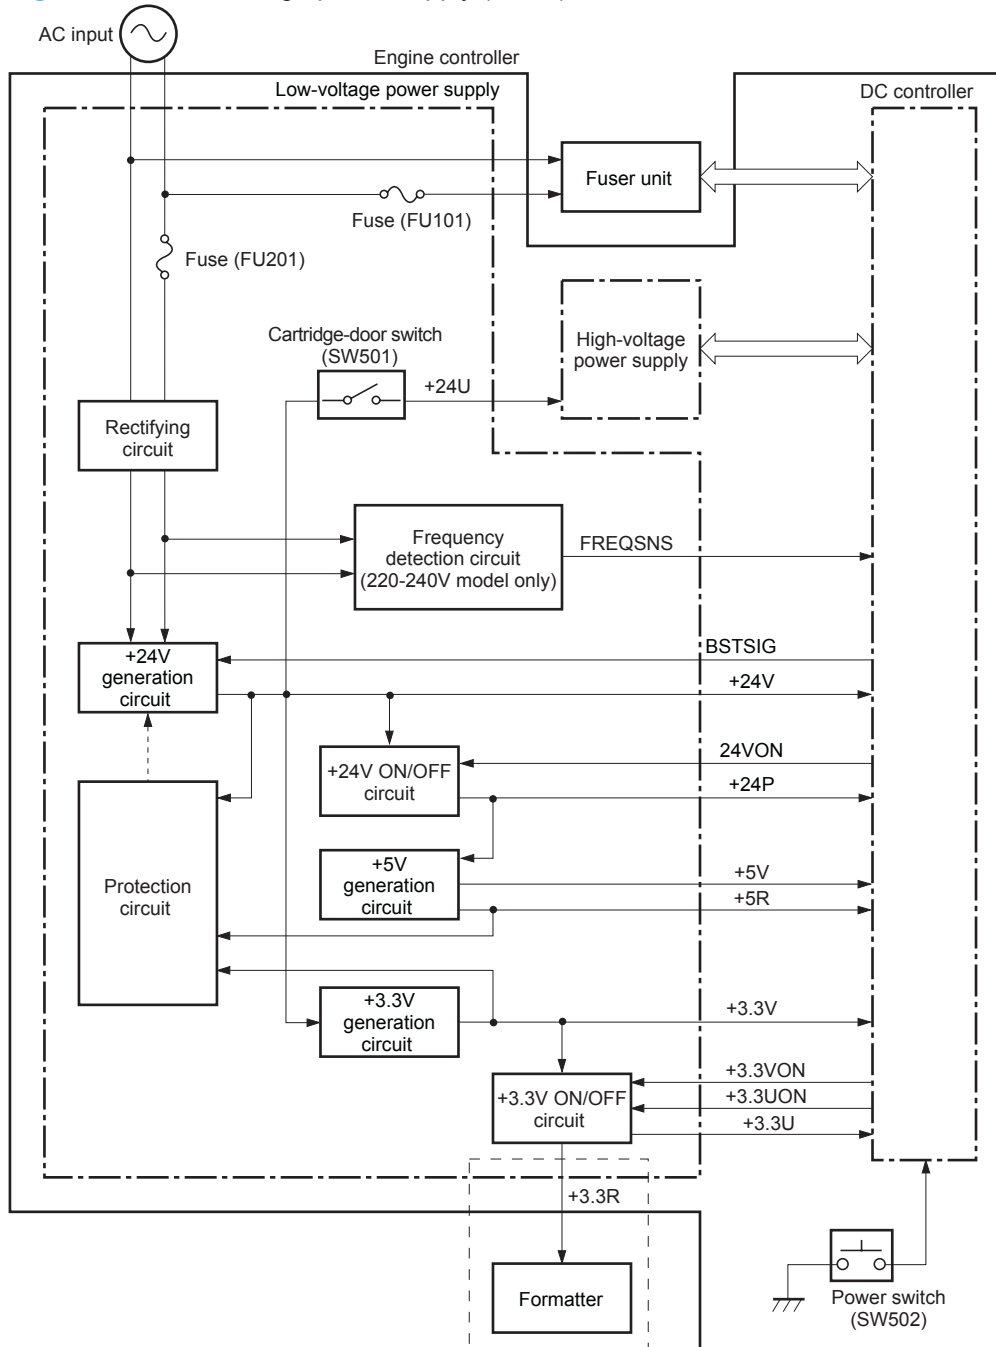 AC input
Engine controller
Low-voltage power supply
DC controller
Fuser unit
Fuse (FU101)
Fuse (FU201)
Cartridge-door switch
(SW501)
+24U
High-voltage
power supply
Rectifying
circuit
Frequency
detection circuit
(220-240V model only)
FREQSNS
+24V
generation
circuit
BSTSIG
+24V
+24V ON/OFF
circuit
24VON
+24P
Protection
circuit
+5V
generation
circuit
+5V
+5R
+3.3V
generation
circuit
+3.3V
+3.3V ON/OFF
circuit
+3.3VON
+3.3UON
+3.3U
+3.3R
Formatter
Power switch
(SW502)